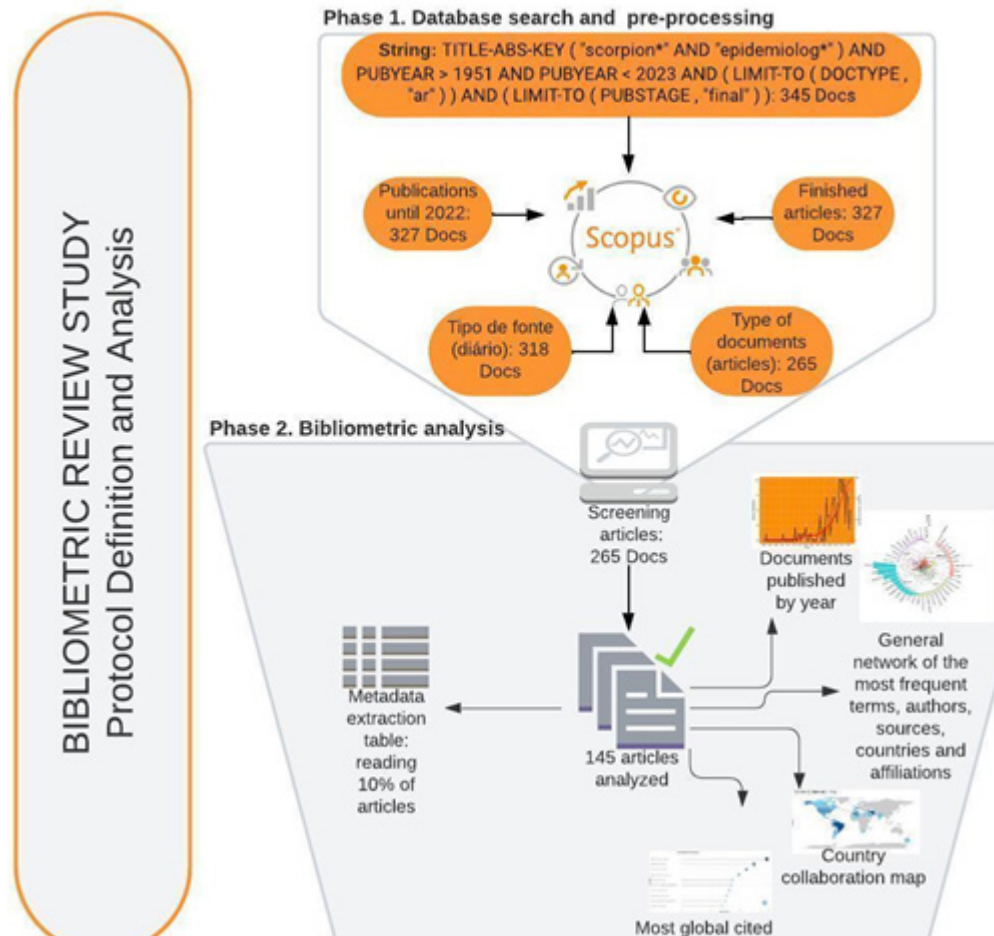 BIBLIOMETRIC REVIEW STUDY
Protocol Definition and Analysis
Phase 1. Database search and pre-processing
String: TITLE-ABS-KEY ( "scorpion*" AND "epidemiolog*" ) AND
PUBYEAR > 1951 AND PUBYEAR < 2023 AND ( LIMIT-TO ( DOCTYPE ,
"ar" ) ) AND ( LIMIT-TO ( PUBSTAGE , "final" ) ): 345 Docs
Publications
until 2022:
327 Docs
Scopus
Finished
articles: 327
Docs
Tipo de fonte
(diário): 318
Docs
Type of
documents
(articles): 265
Docs
Phase 2. Bibliometric analysis
Screening
articles:
265 Docs
Documents
published
by year
General
network of the
most frequent
terms, authors,
sources,
countries and
affiliations
Metadata
extraction
table:
reading
10% of
articles
145 articles
analyzed
Country
collaboration map
Most global cited